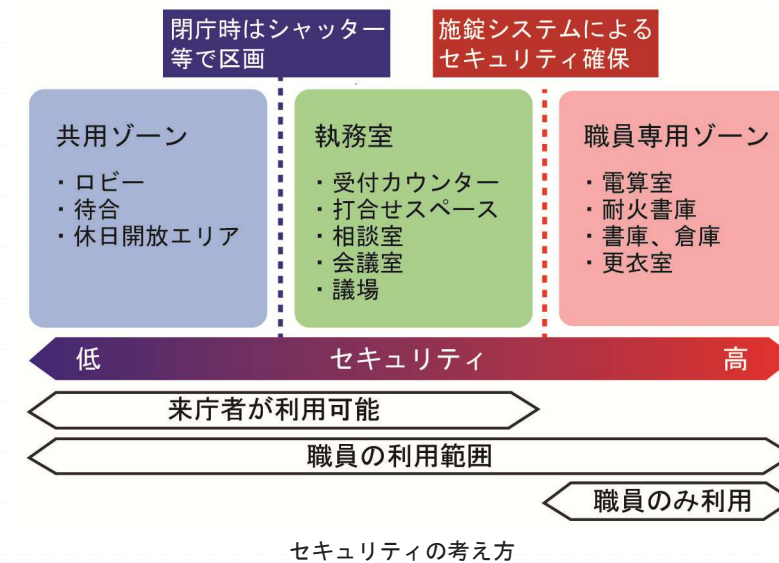 閉庁時はシャッター
等で区画
施錠システムによる
セキュリティ確保
共用ゾーン
・ロビー
・待合
・休日開放エリア
執務室
・受付カウンター
・打合せスペース
・相談室
・会議室
・議場
職員専用ゾーン
・電算室
・耐火書庫
・書庫、倉庫
・更衣室
低 セキュリティ 高
来庁者が利用可能
職員の利用範囲
職員のみ利用
セキュリティの考え方